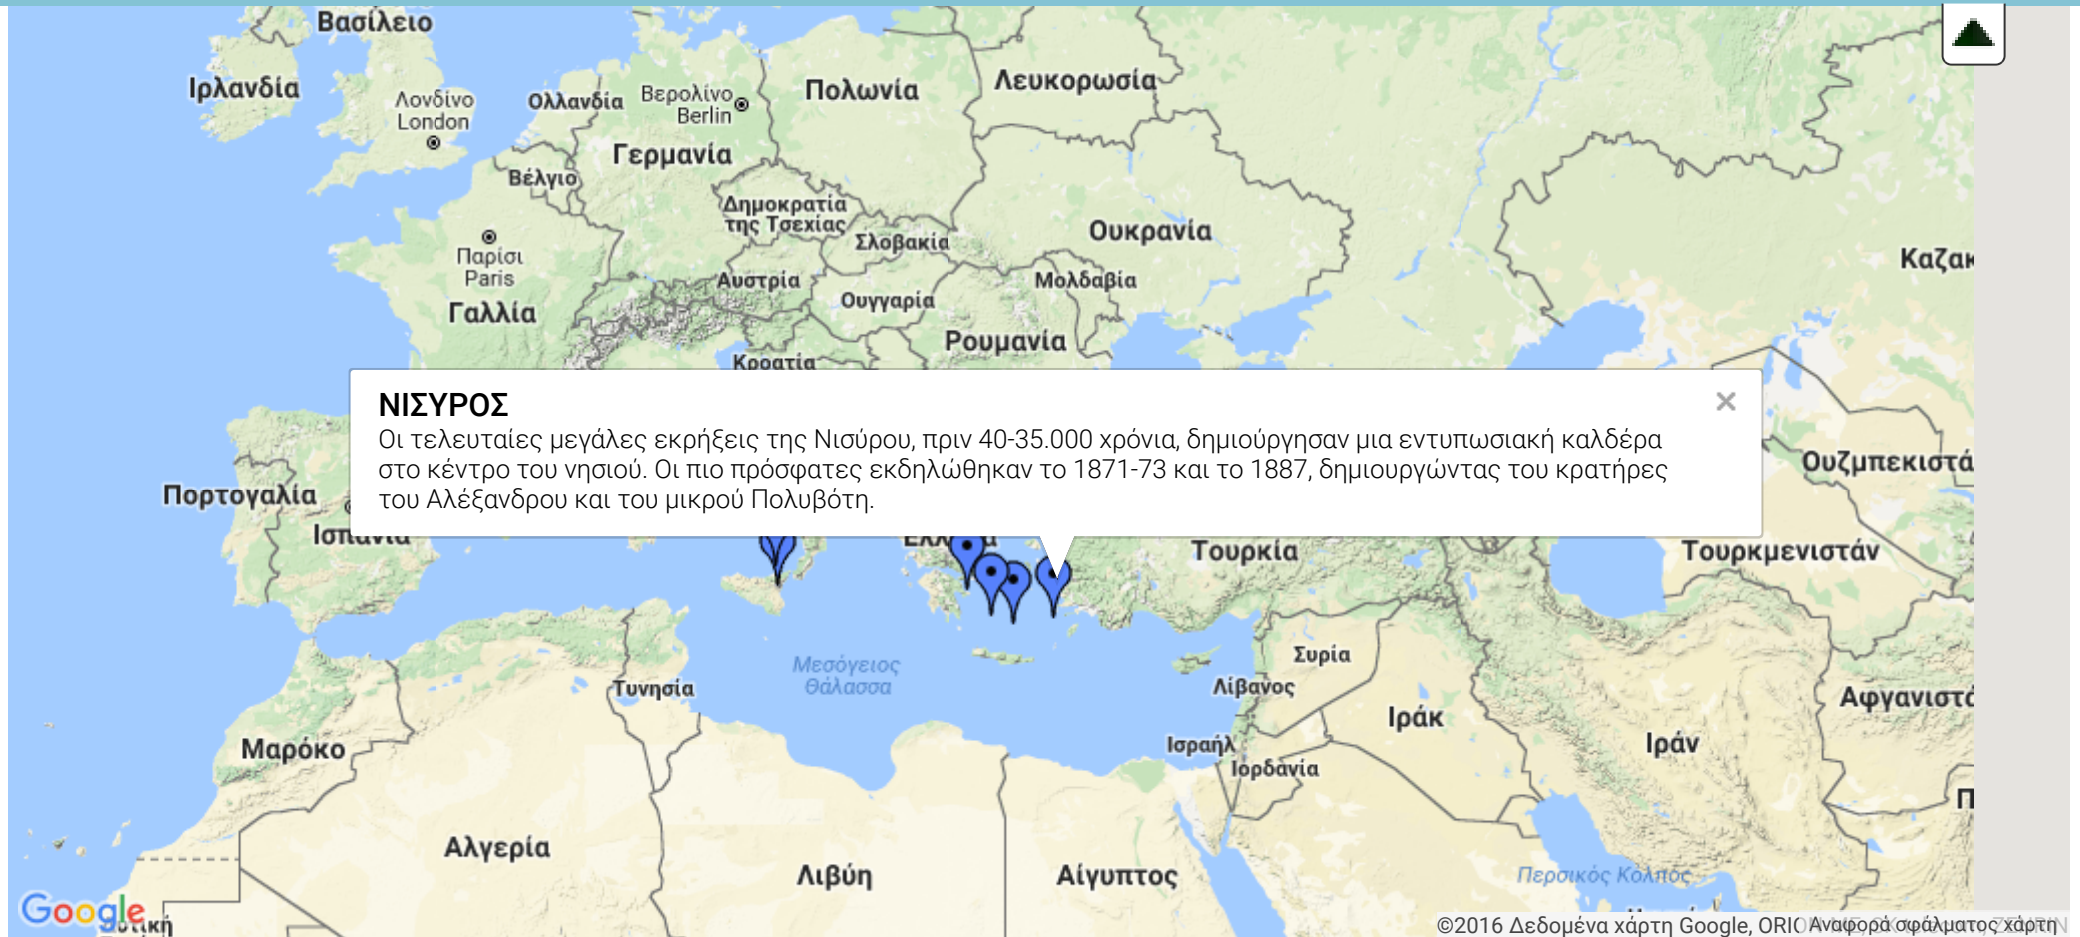 Βασίλειο
Ιρλανδία
Λονδίνο
London
Ολλανδία
Βερολίνο
Berlin
Πολωνία
Λευκορωσία
Γερμανία
Βέλγιο
Δημοκρατία
της Τσεχίας
Σλοβακία
Ουκρανία
Παρίσι
Paris
Γαλλία
Αυστρία
Ουγγαρία
Μολδαβία
Καζακ
Ρουμανία
Κροατία
ΝΙΣΥΡΟΣ
Οι τελευταίες μεγάλες εκρήξεις της Νισύρου, πριν 40-35.000 χρόνια, δημιούργησαν μια εντυπωσιακή καλδέρα
στο κέντρο του νησιού. Οι πιο πρόσφατες εκδηλώθηκαν το 1871-73 και το 1887, δημιουργώντας του κρατήρες
του Αλέξανδρου και του μικρού Πολυβότη.
Ουζμπεκιστά
Πορτογαλία
Ισπανία
Τουρκία
Τουρκμενιστάν
Μεσόγειος
Θάλασσα
Συρία
Τυνησία
Λίβανος
Αφγανιστά
Ιράκ
Μαρόκο
Ισραήλ
Ιράν
Ιορδανία
Π
Αλγερία
Λιβύη
Αίγυπτος
Περσικός Κόλπος
Google
©2016 Δεδομένα χάρτη Google, ORI
Αναφορά σφάλματος χάρτη